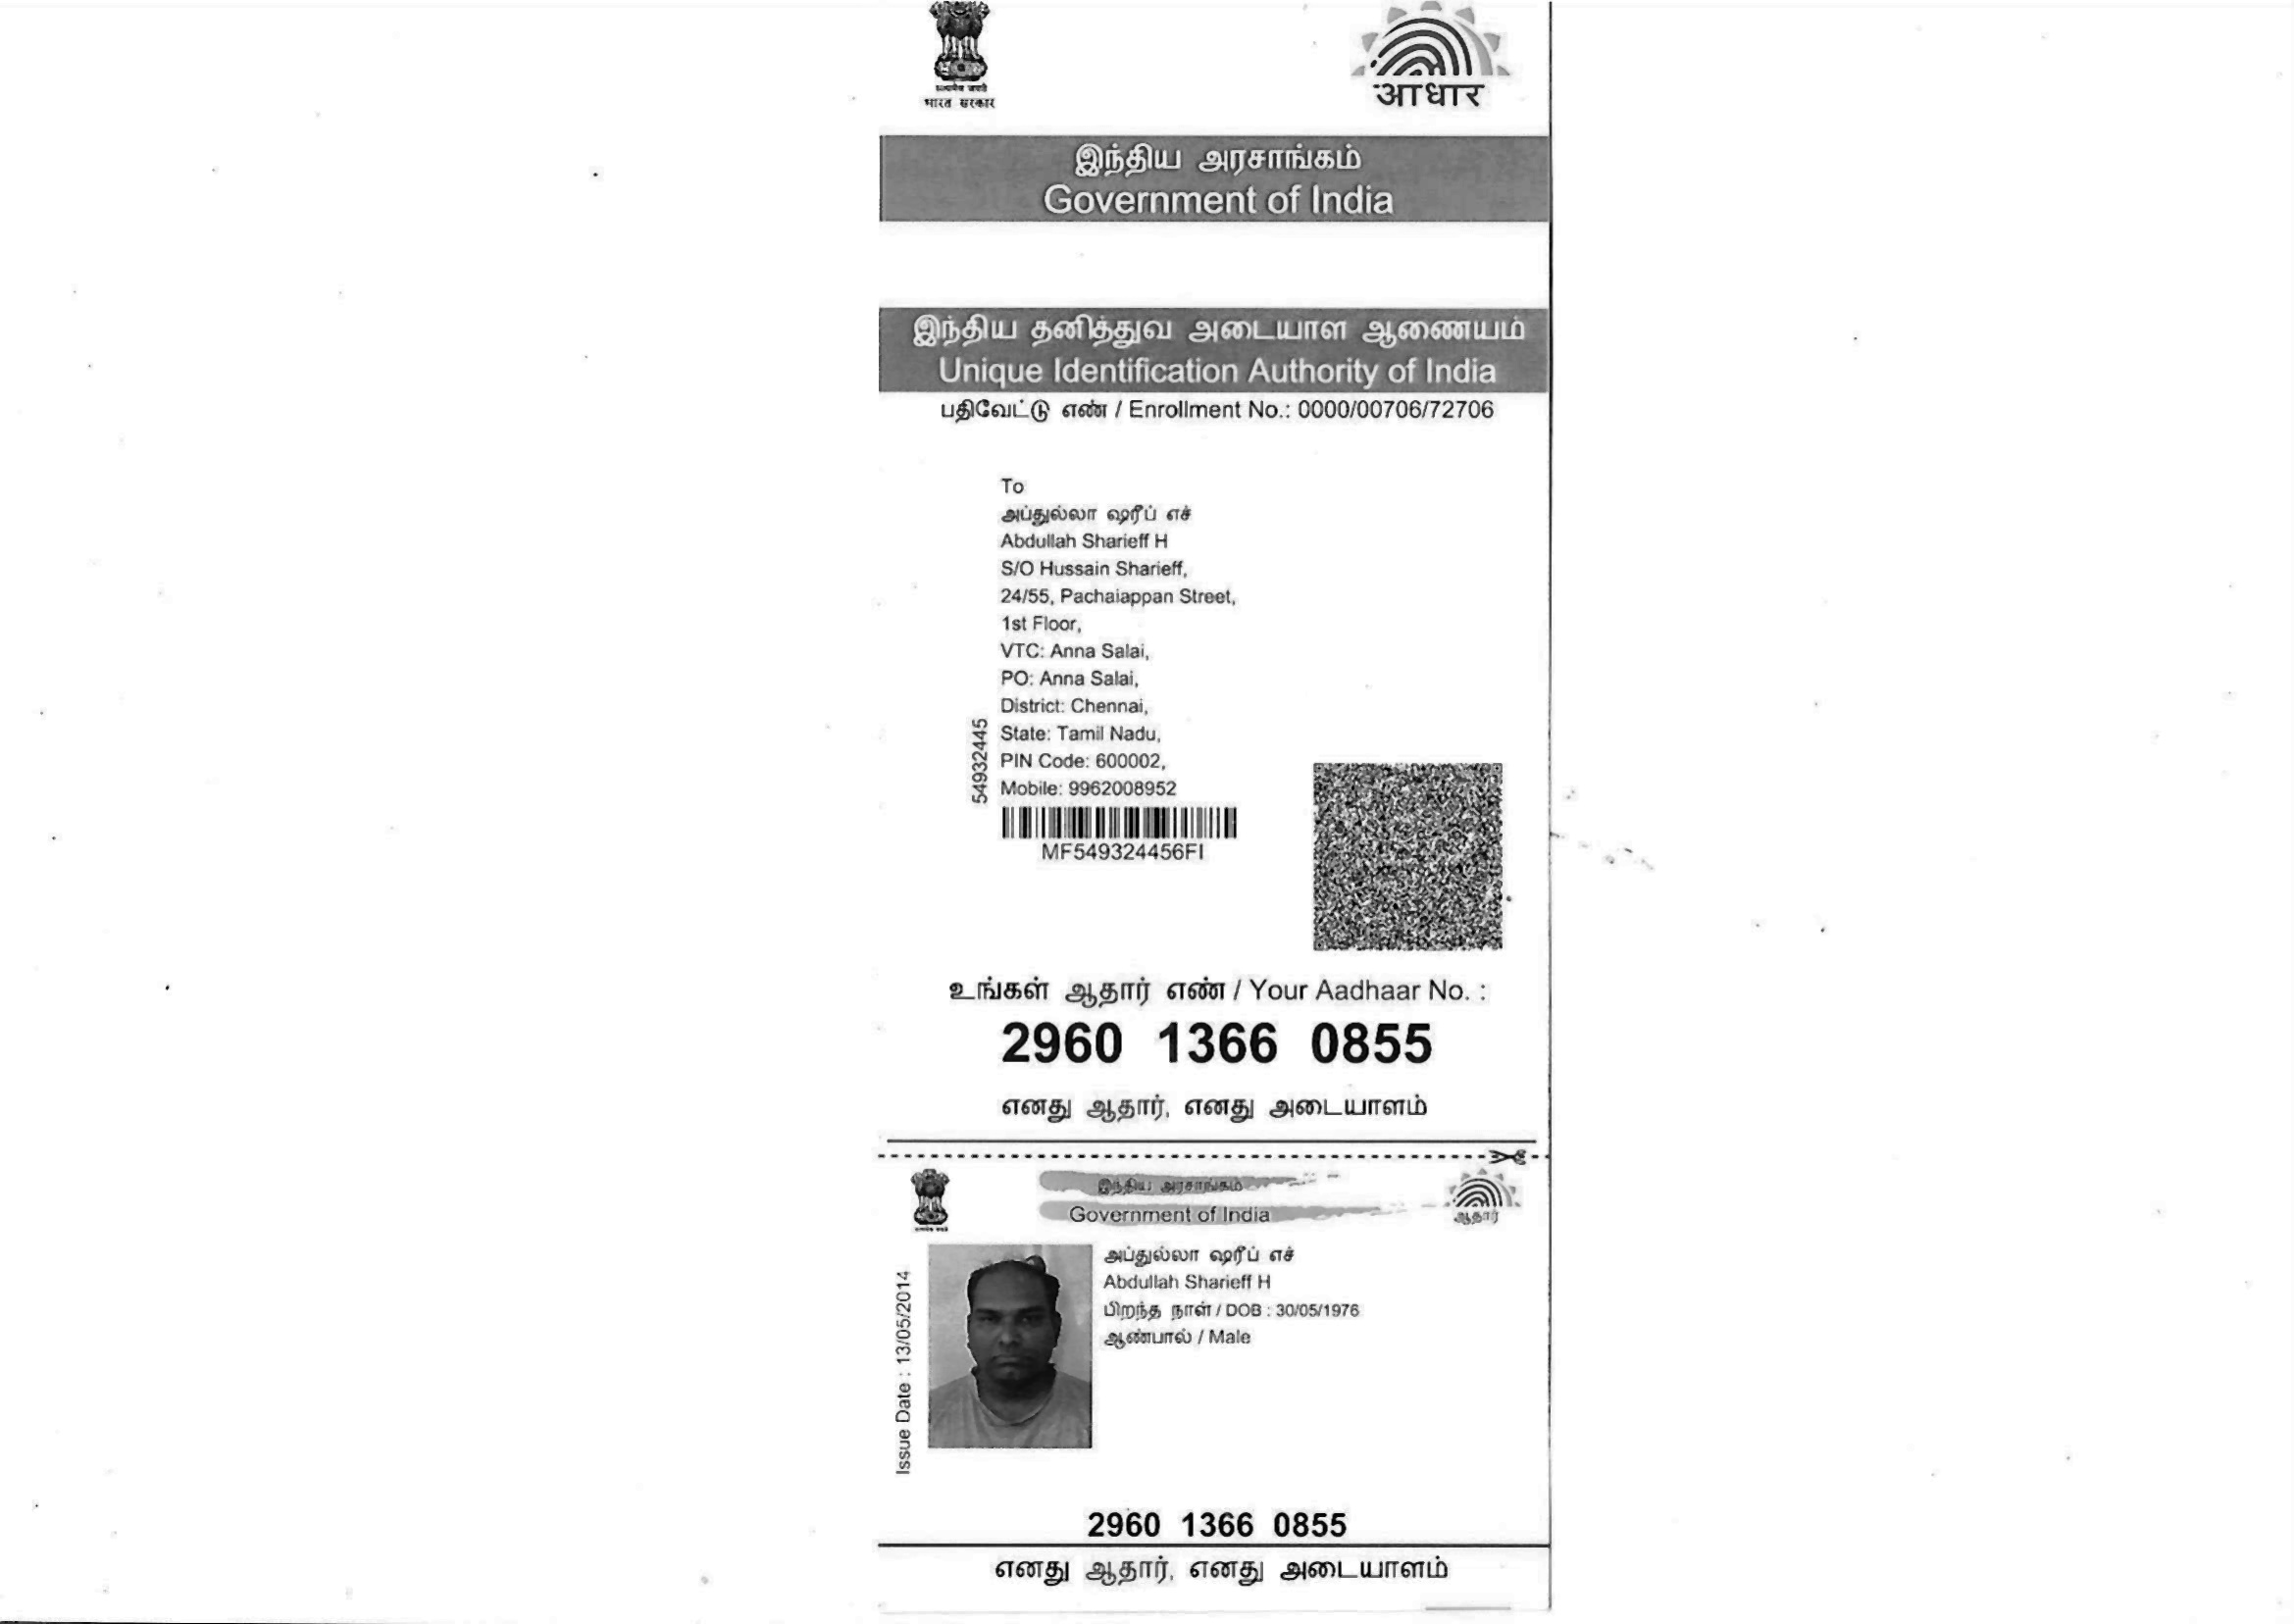 सत्यमेव जयते
भारत सरकार
आधार
இந்திய அரசாங்கம்
Government of India
இந்திய தனித்துவ அடையாள ஆணையம்
Unique Identification Authority of India
பதிவேட்டு எண் / Enrollment No.: 0000/00706/72706
To
அப்துல்லா ஷரீப் எச்
Abdullah Sharieff H
S/O Hussain Sharieff,
24/55, Pachaiappan Street,
1st Floor,
VTC: Anna Salai,
PO: Anna Salai,
District: Chennai,
State: Tamil Nadu,
PIN Code: 600002,
Mobile: 9962008952
54932445
MF549324456FI
உங்கள் ஆதார் எண் / Your Aadhaar No. :
2960 1366 0855
எனது ஆதார், எனது அடையாளம்
இந்திய அரசாங்கம்
Government of India
ஆதார்
அப்துல்லா ஷரீப் எச்
Abdullah Sharieff H
பிறந்த நாள் / DOB : 30/05/1976
ஆண்பால் / Male
Issue Date : 13/05/2014
2960 1366 0855
எனது ஆதார், எனது அடையாளம்